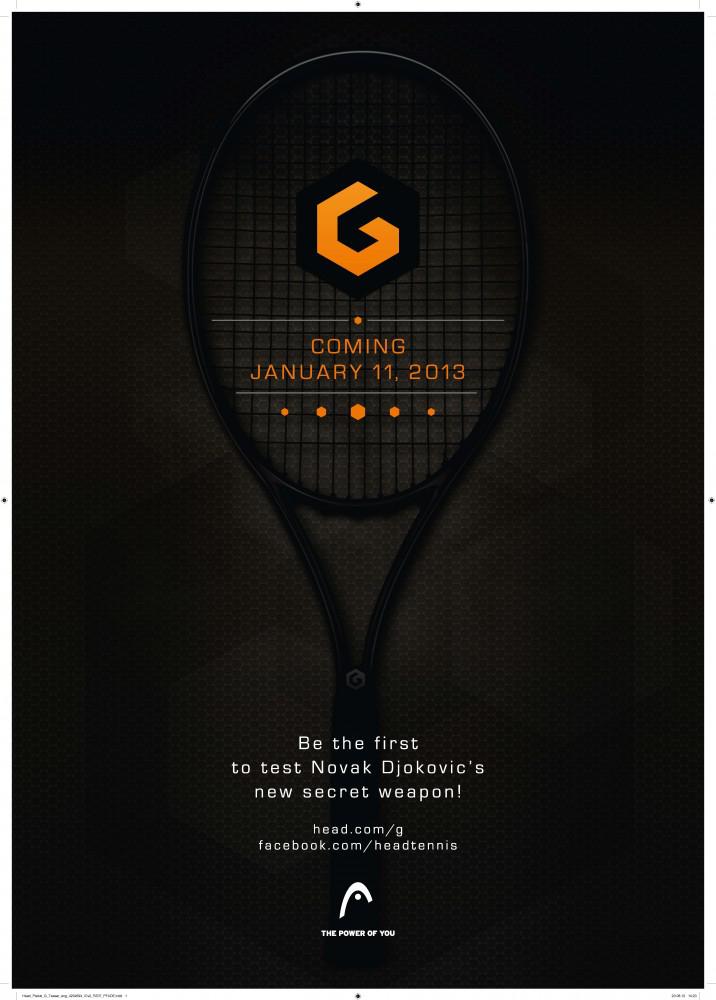 G
COMING
JANUARY 11, 2013
G
Be the first
to test Novak Djokovic's
new secret weapon!
head.com/g
facebook.com/headtennis
THE POWER OF YOU